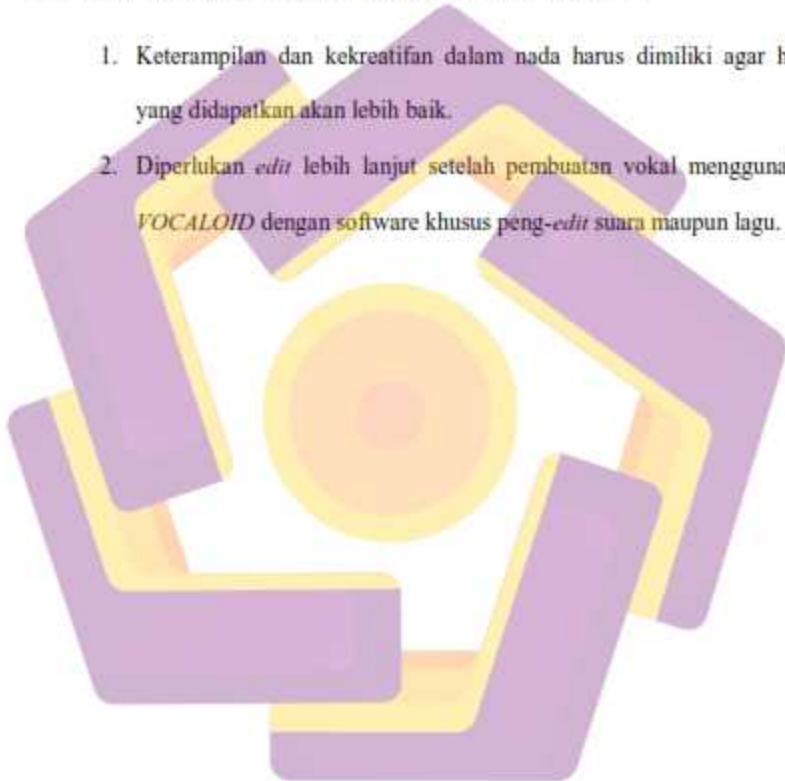 1. Keterampilan dan kekreatifan dalam nada harus dimiliki agar
yang didapatkan akan lebih baik.
2. Diperlukan edit lebih lanjut setelah pembuatan vokal
VOCALOID dengan software khusus peng-edit suara maupun lagu.